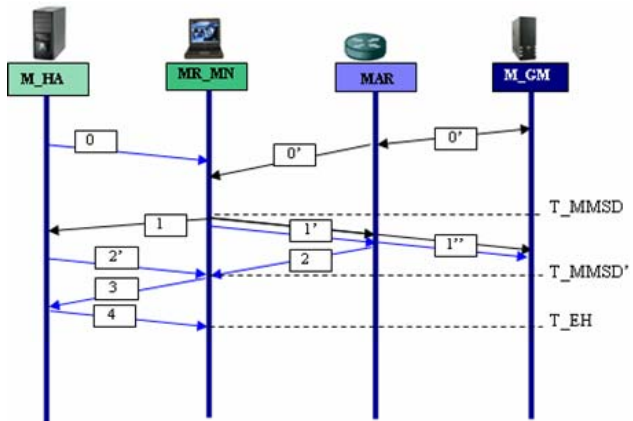 M_HA
MR_MN
MAR
M_GM
0
0'
0'
T_MMSD
1
1'
1''
2'
2
T_MMSD'
3
4
T_EH